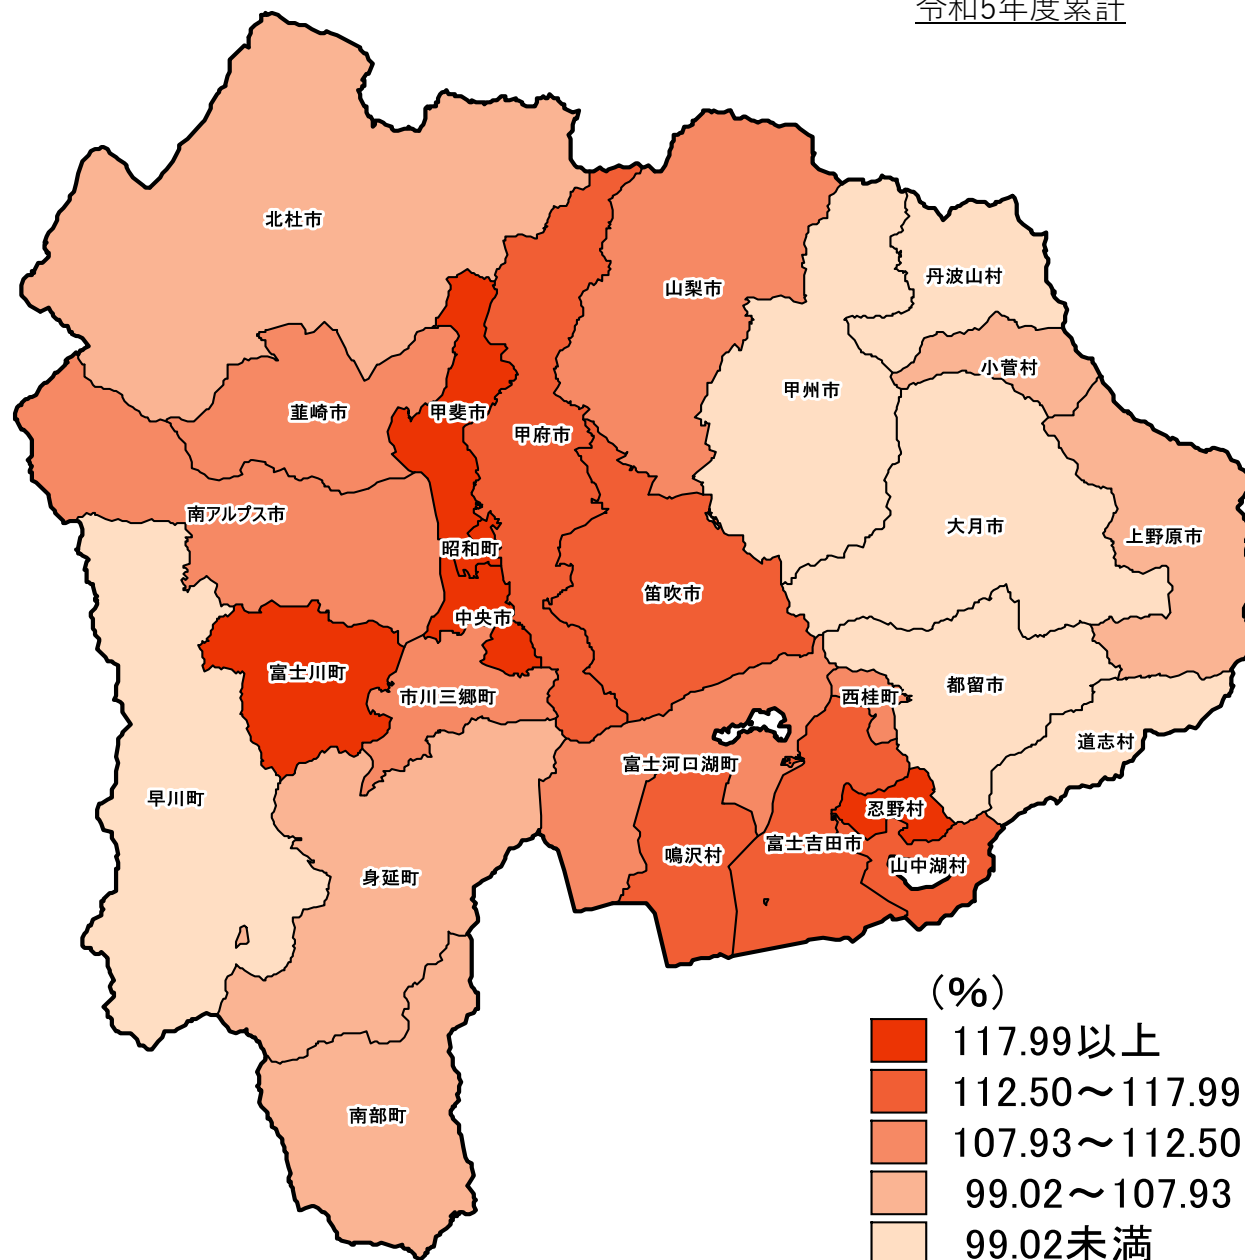 令和5年度累計
北杜市
丹波山村
山梨市
小菅村
甲州市
韮崎市
甲斐市
甲府市
南アルプス市
大月市
上野原市
昭和町
笛吹市
中央市
富士川町
都留市
市川三郷町
西桂町
道志村
富士河口湖町
早川町
忍野村
富士吉田市
鳴沢村
山中湖村
身延町
南部町
(%)
117.99以上
112.50～117.99
107.93～112.50
99.02～107.93
99.02未満